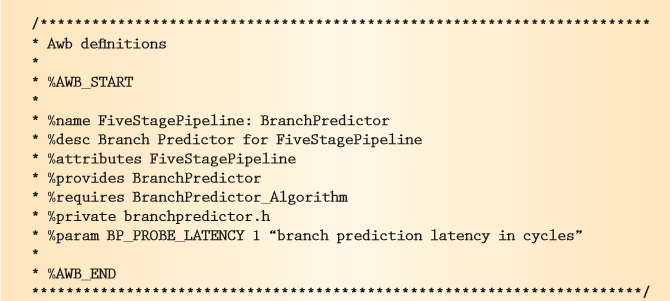 /************************************************************************
* Awb definitions
*
* %AWB_START
*
* %name FiveStagePipeline: BranchPredictor
* %desc Branch Predictor for FiveStagePipeline
* %attributes FiveStagePipeline
* %provides BranchPredictor
* %requires BranchPredictor_Algorithm
* %private branchpredictor.h
* %param BP_PROBE_LATENCY 1 “branch prediction latency in cycles”
*
* %AWB_END
************************************************************************/